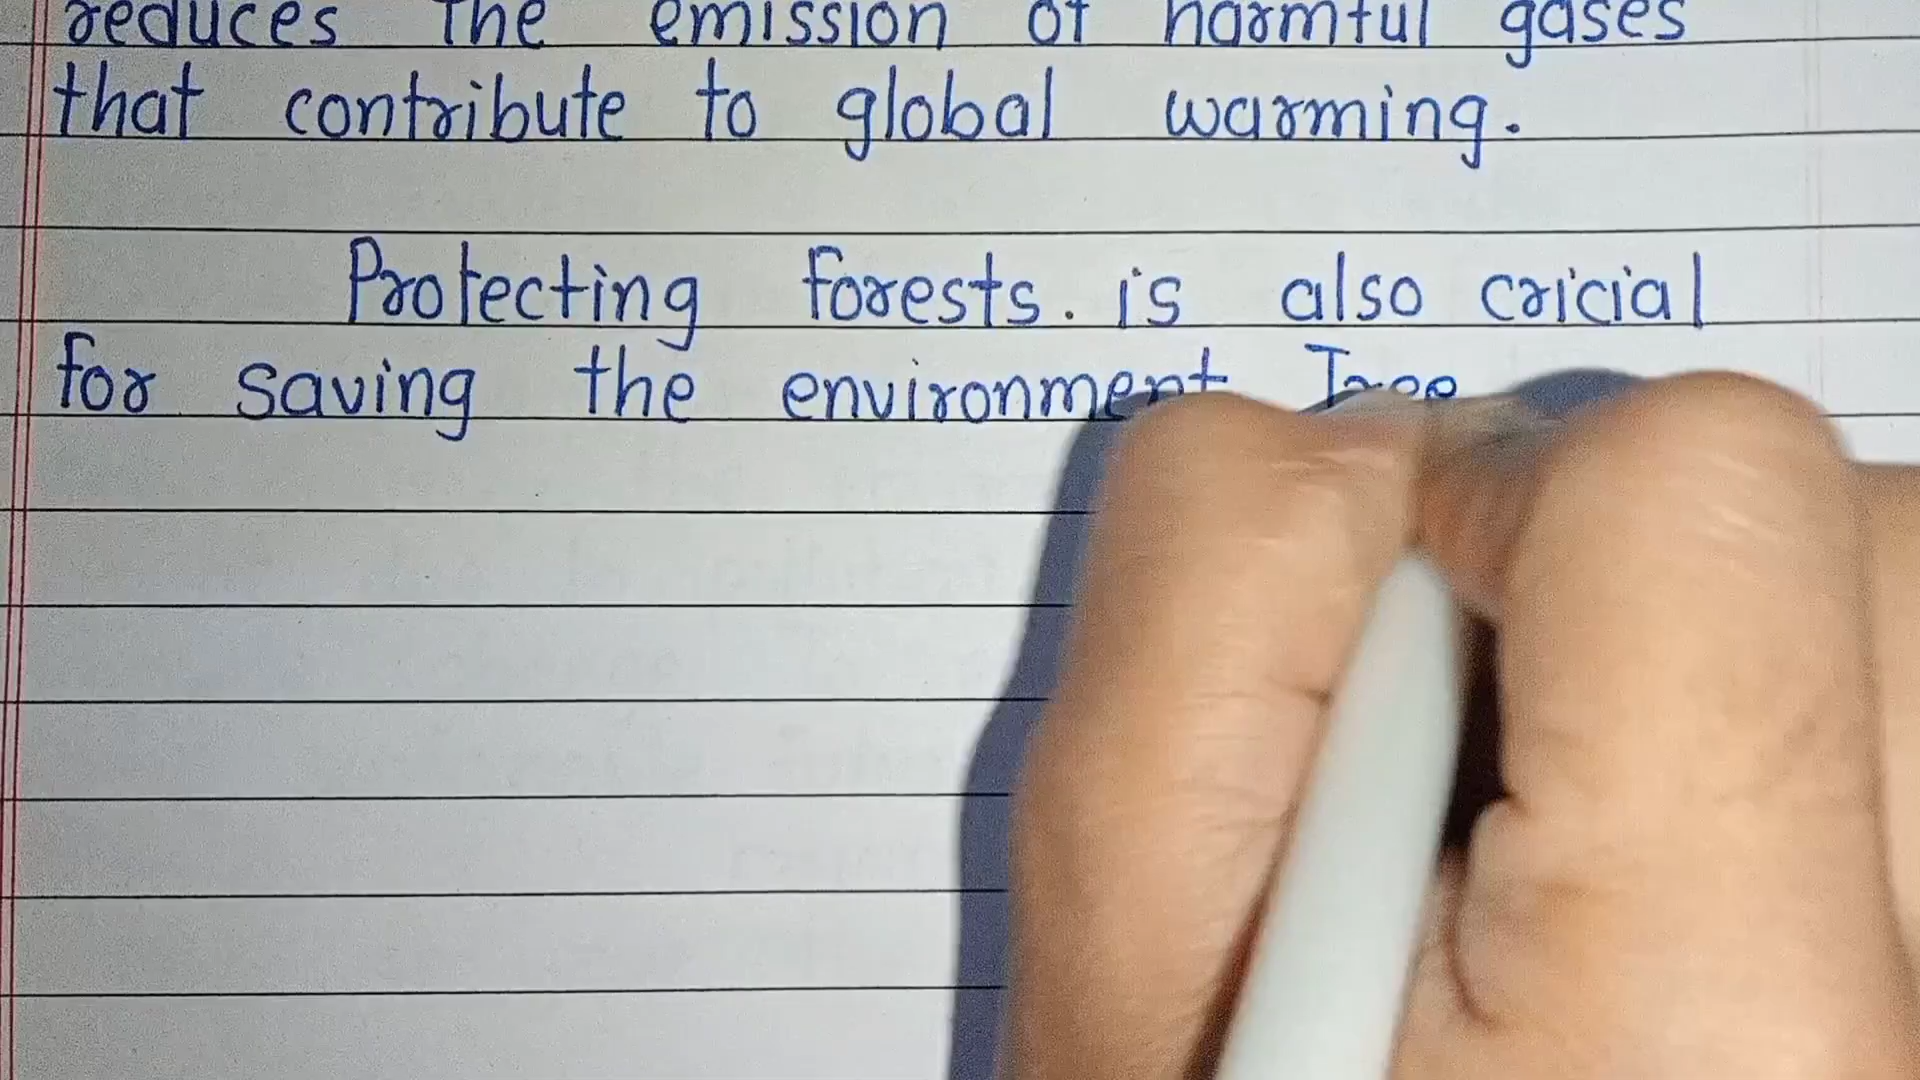 reduces the emission of harmful gases
that contribute to global warming.
Protecting forests. is also cricial
for saving the environment Tree